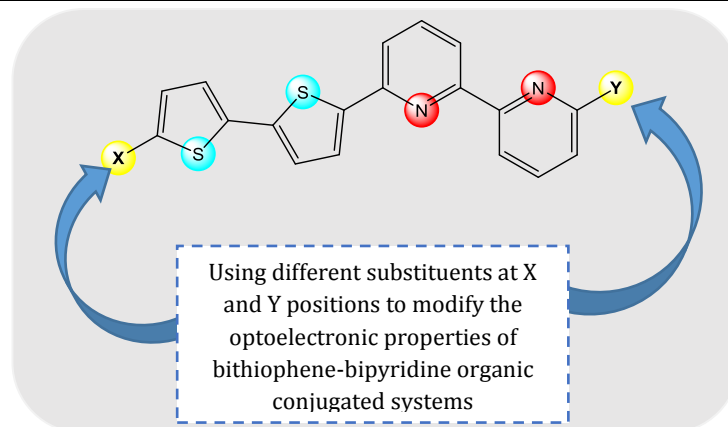 S
N
N
Y
X
S
Using different substituents at X
and Y positions to modify the
optoelectronic properties of
bithiophene-bipyridine organic
conjugated systems